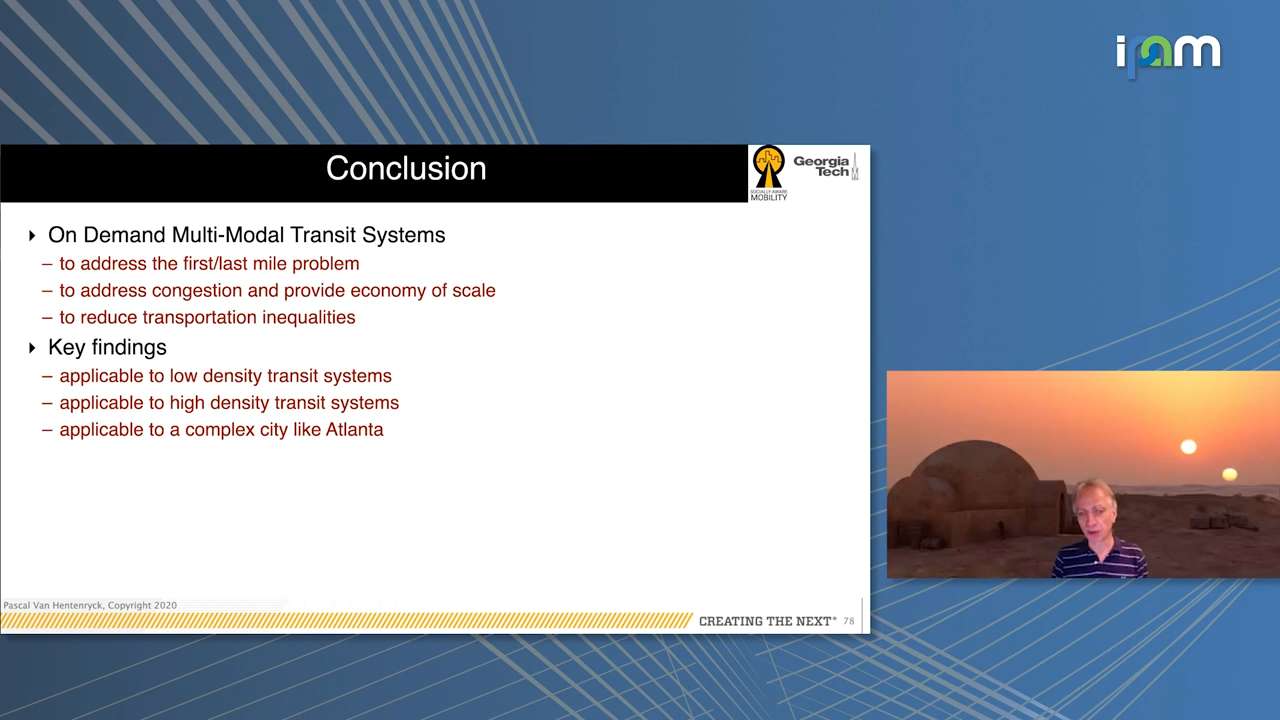 ipam
Conclusion
SOCIALLY-AWARE
MOBILITY
Georgia
Tech
On Demand Multi-Modal Transit Systems
– to address the first/last mile problem
– to address congestion and provide economy of scale
– to reduce transportation inequalities
Key findings
– applicable to low density transit systems
– applicable to high density transit systems
– applicable to a complex city like Atlanta
Pascal Van Hentenryck, Copyright 2020
CREATING THE NEXT® 78